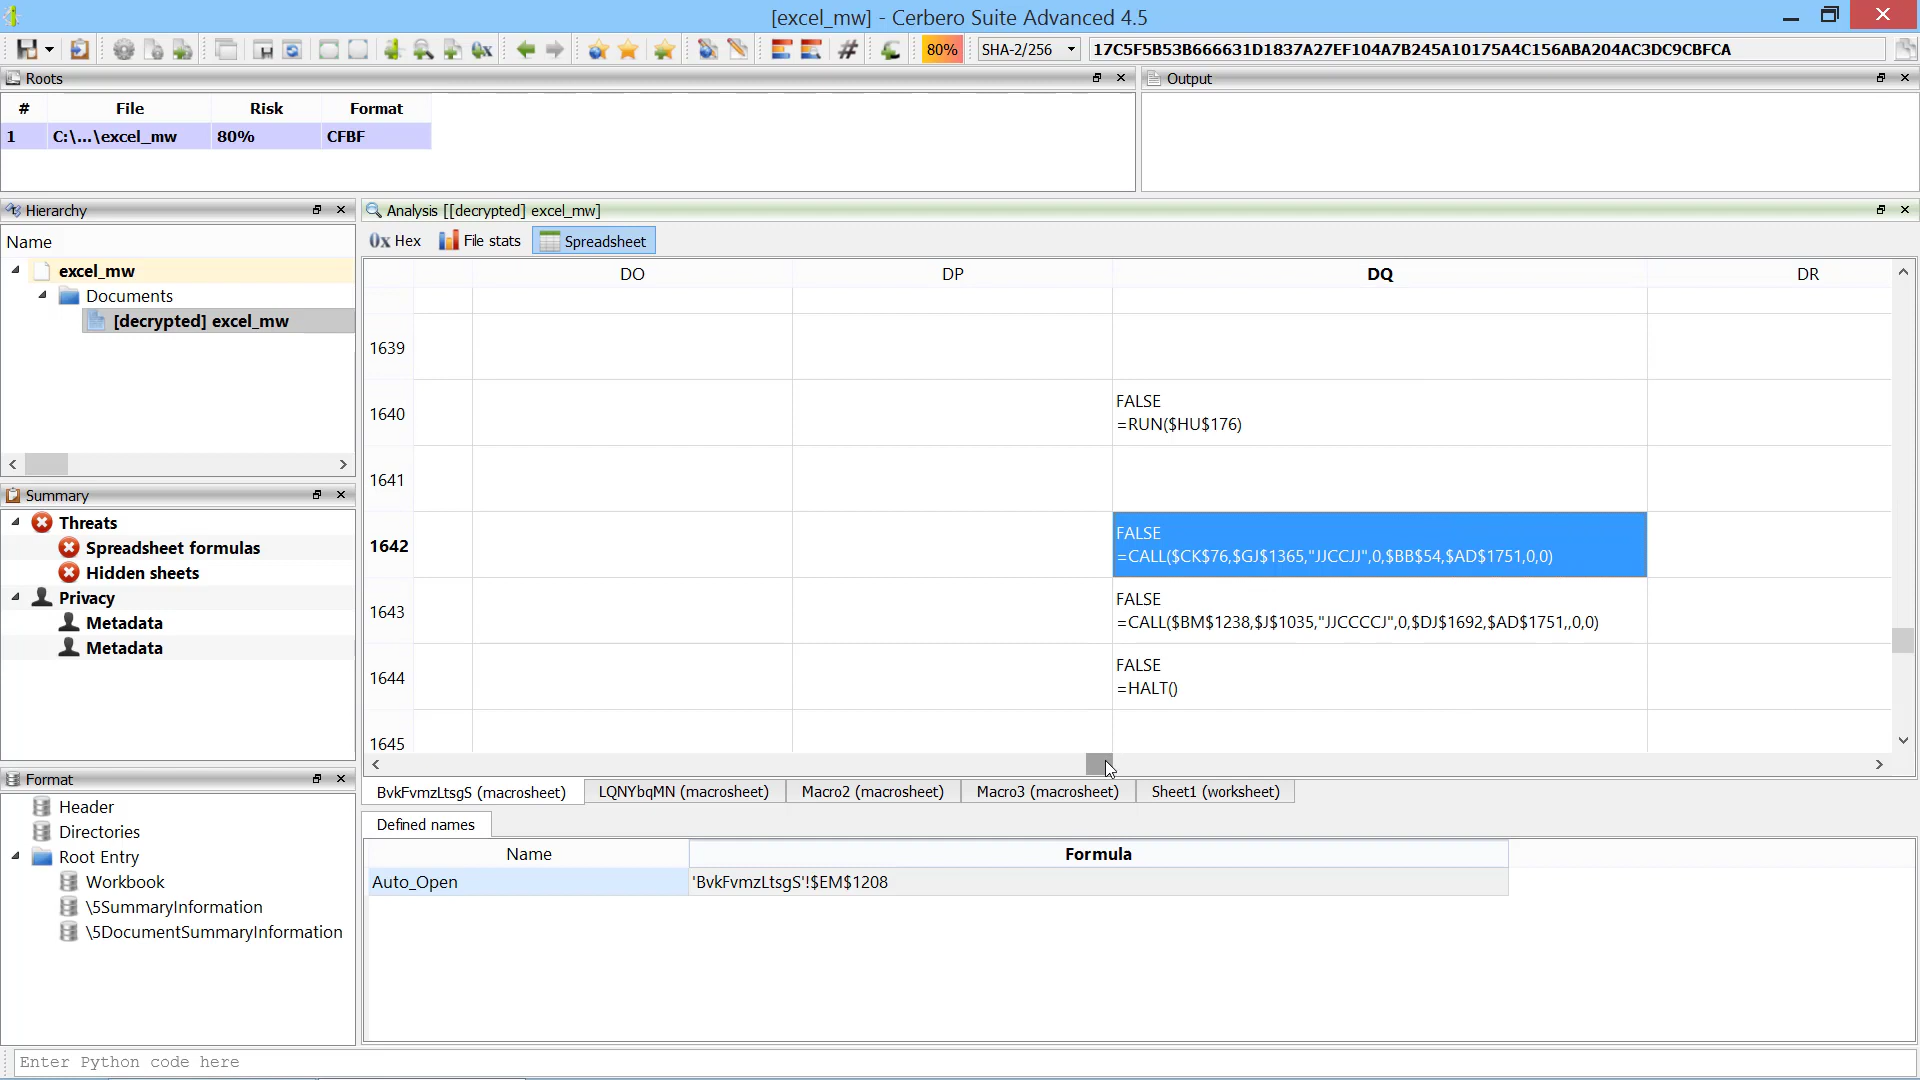 [excel_mw] - Cerbero Suite Advanced 4.5
80% SHA-2/256 17C5F5B53B666631D1837A27EF104A7B245A10175A4C156ABA204AC3DC9CBFCA
Roots
# File Risk Format
1 C:\...\excel_mw 80% CFBF
Output
Hierarchy
Name
excel_mw
Documents
[decrypted] excel_mw
Summary
Threats
Spreadsheet formulas
Hidden sheets
Privacy
Metadata
Metadata
Format
Header
Directories
Root Entry
Workbook
\5SummaryInformation
\5DocumentSummaryInformation
Analysis [[decrypted] excel_mw]
0x Hex File stats Spreadsheet
DO DP DQ DR
1639
1640
FALSE
=RUN($HU$176)
1641
1642
FALSE
=CALL($CK$76,$GJ$1365,"JJCCJJ",0,$BB$54,$AD$1751,0,0)
1643
FALSE
=CALL($BM$1238,$J$1035,"JJCCCCJ",0,$DJ$1692,$AD$1751,,0,0)
1644
FALSE
=HALT()
1645
BvkFvmzLtsgS (macrosheet) LQNYbqMN (macrosheet) Macro2 (macrosheet) Macro3 (macrosheet) Sheet1 (worksheet)
Defined names
Name Formula
Auto_Open 'BvkFvmzLtsgS'!$EM$1208
Enter Python code here